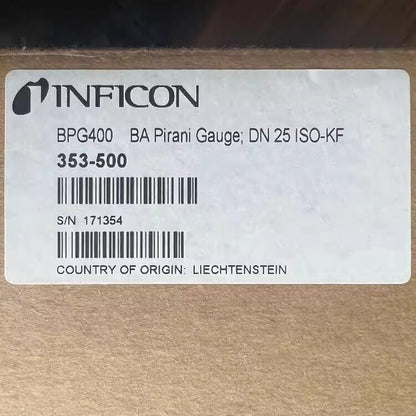 INFICON
BPG400 BA Pirani Gauge; DN 25 ISO-KF
353-500
S/N 171354
COUNTRY OF ORIGIN: LIECHTENSTEIN